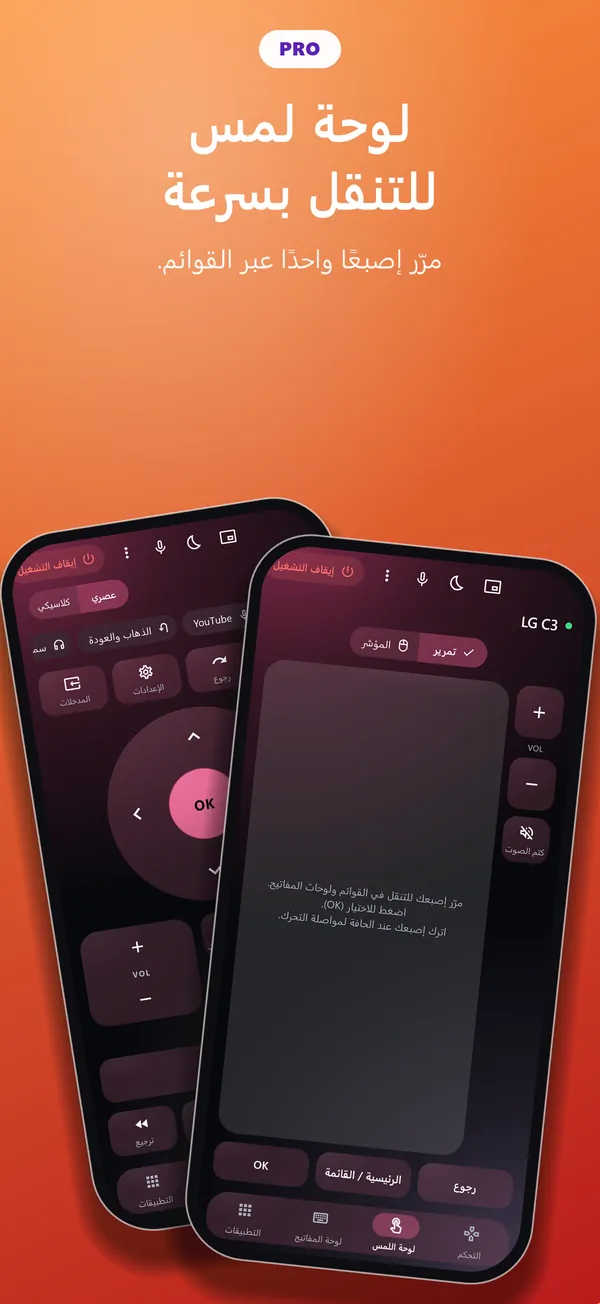 PRO
لوحة لمس
للتنقل بسرعة
مرّر إصبعًا واحدًا عبر القوائم.
إيقاف التشغيل
عصري
كلاسيكي
YouTube
الذهاب والعودة
رجوع
الإعدادات
المدخلات
OK
+
VOL
−
ترجيع
التطبيقات
إيقاف التشغيل
LG C3
تمرير
المؤشر
+
VOL
−
كتم الصوت
مرّر إصبعك للتنقل في القوائم ولوحات المفاتيح.
اضغط للاختيار (OK).
اترك إصبعك عند الحافة لمواصلة التحرك.
رجوع
الرئيسية / القائمة
OK
التحكم
لوحة اللمس
لوحة المفاتيح
التطبيقات